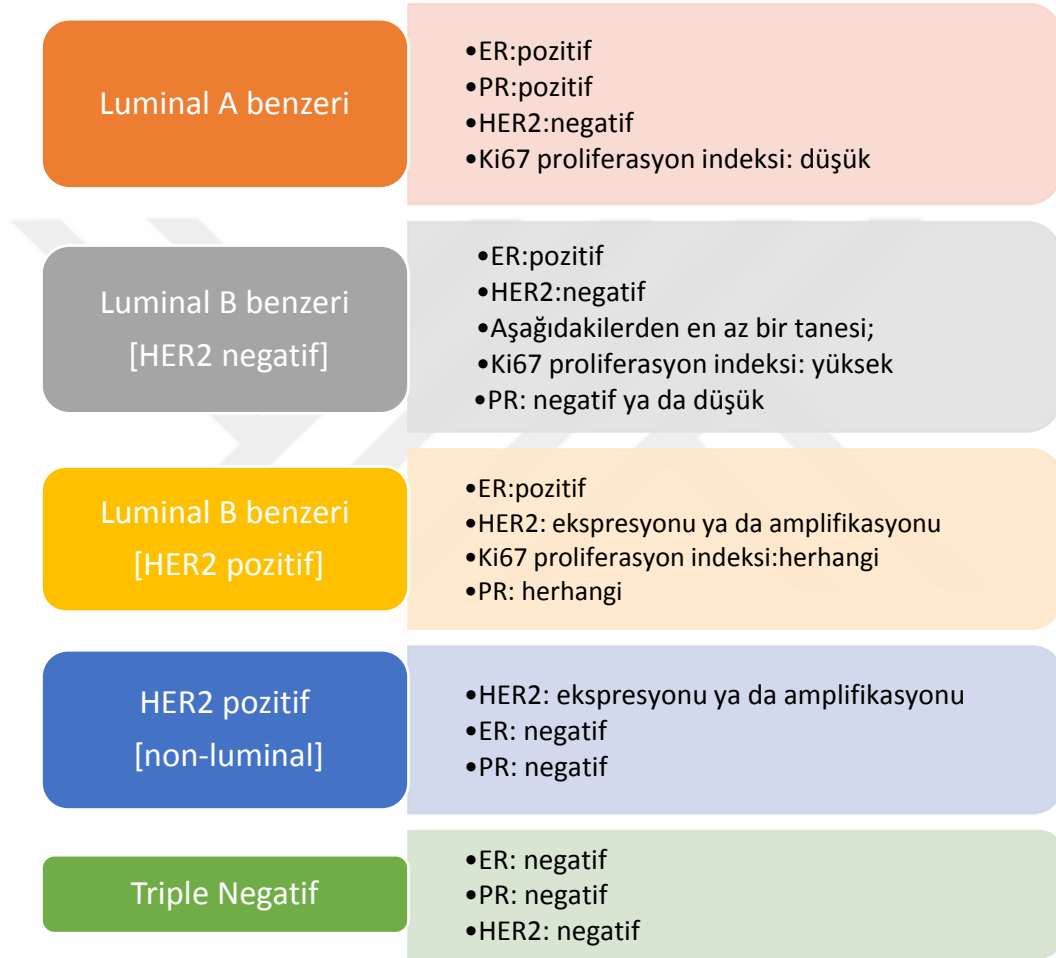 Luminal A benzeri
•ER:pozitif
•PR:pozitif
•HER2:negatif
•Ki67 proliferasyon indeksi: düşük
Luminal B benzeri
[HER2 negatif]
•ER:pozitif
•HER2:negatif
•Aşağıdakilerden en az bir tanesi;
•Ki67 proliferasyon indeksi: yüksek
•PR: negatif ya da düşük
Luminal B benzeri
[HER2 pozitif]
•ER:pozitif
•HER2: ekspresyonu ya da amplifikasyonu
•Ki67 proliferasyon indeksi:herhangi
•PR: herhangi
HER2 pozitif
[non-luminal]
•HER2: ekspresyonu ya da amplifikasyonu
•ER: negatif
•PR: negatif
Triple Negatif
•ER: negatif
•PR: negatif
•HER2: negatif